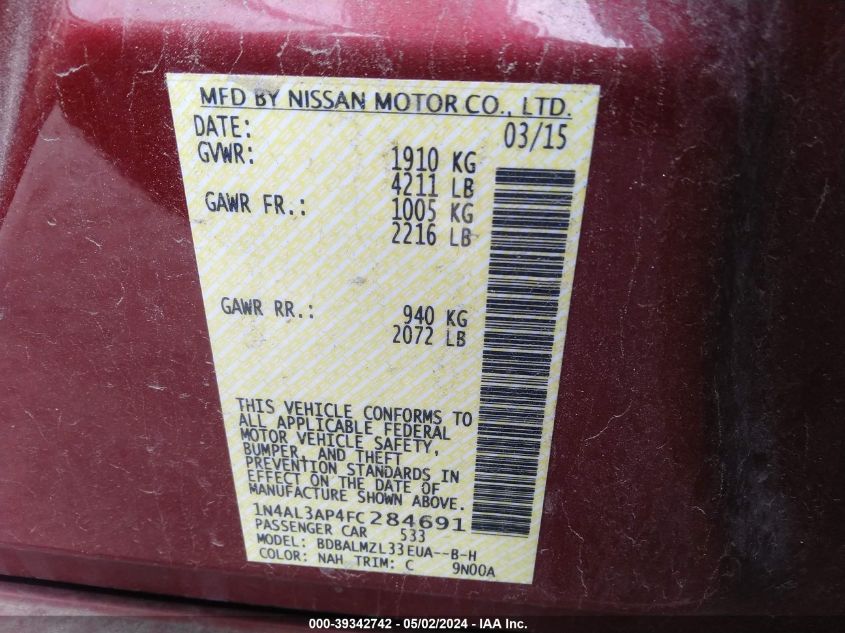 MFD BY NISSAN MOTOR CO., LTD.
DATE: 03/15
GVWR: 1910 KG
4211 LB
GAWR FR.: 1005 KG
2216 LB
GAWR RR.: 940 KG
2072 LB
THIS VEHICLE CONFORMS TO
ALL APPLICABLE FEDERAL
MOTOR VEHICLE SAFETY,
BUMPER, AND THEFT
PREVENTION STANDARDS IN
EFFECT ON THE DATE OF
MANUFACTURE SHOWN ABOVE.
1N4AL3AP4FC284691
PASSENGER CAR 533
MODEL: BDBALMZL33EUA--B-H
COLOR: NAH TRIM: C 9N00A
000-39342742 - 05/02/2024 - IAA Inc.